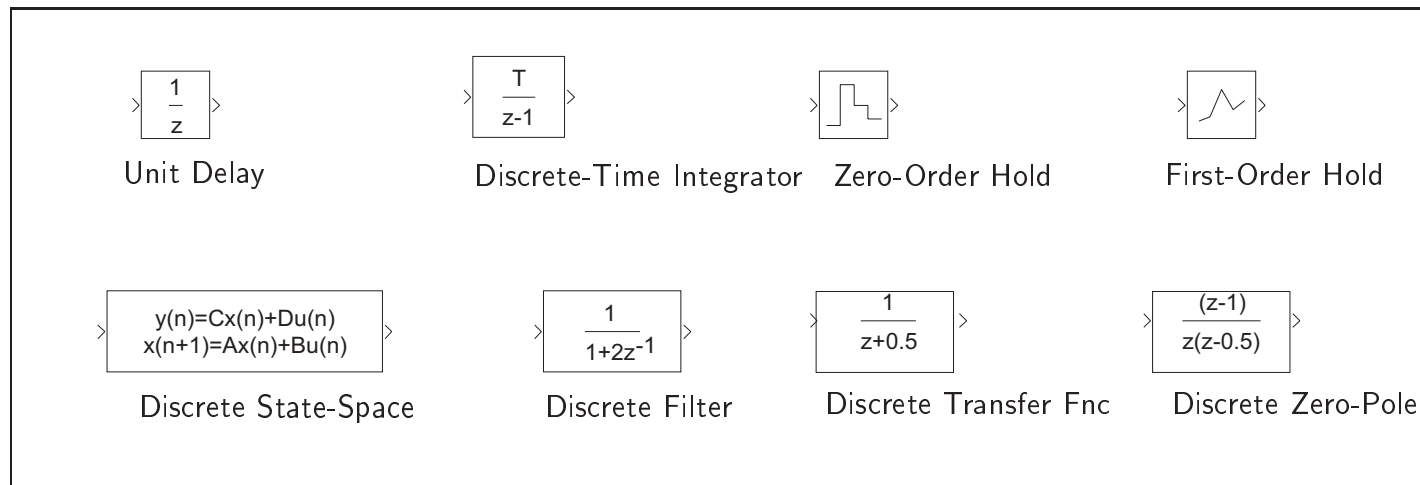 1
z
Unit Delay
T
z-1
Discrete-Time Integrator
Zero-Order Hold
First-Order Hold
y(n)=Cx(n)+Du(n)
x(n+1)=Ax(n)+Bu(n)
Discrete State-Space
1
1+2z-1
Discrete Filter
1
z+0.5
Discrete Transfer Fnc
(z-1)
z(z-0.5)
Discrete Zero-Pole